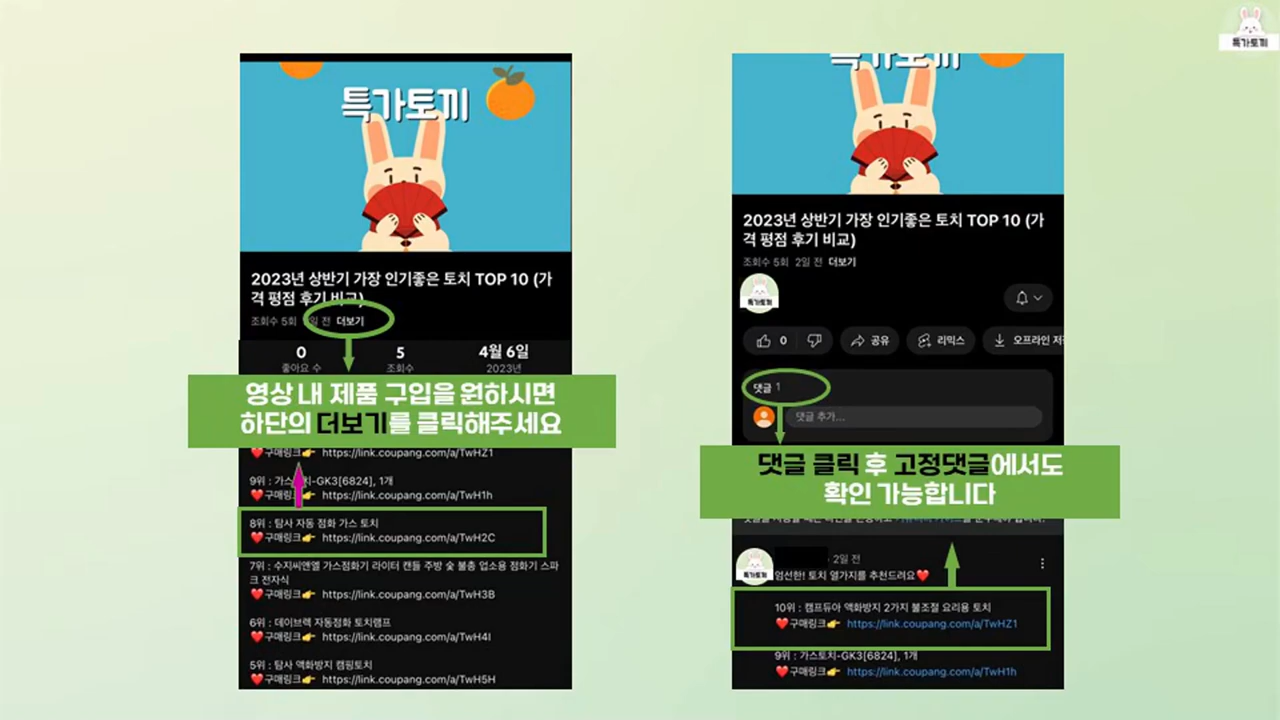 특가토끼
특가토끼
2023년 상반기 가장 인기좋은 토치 TOP 10 (가
격 평점 후기 비교)
조회수 5회 전 더보기
0 5 4월 6일
좋아요 수 조회수 2023년
영상 내 제품 구입을 원하시면
하단의 더보기를 클릭해주세요
❤️구매링크👉 https://link.coupang.com/a/TwHZ1
9위 : 가스토치-GK3[6824], 1개
❤️구매링크👉 https://link.coupang.com/a/TwH1h
8위 : 탐사 자동 점화 가스 토치
❤️구매링크👉 https://link.coupang.com/a/TwH2C
7위 : 수지씨앤엘 가스점화기 라이터 캔들 주방 숯 불총 업소용 점화기 스파
크 전자식
❤️구매링크👉 https://link.coupang.com/a/TwH3B
6위 : 데이브렉 자동점화 토치램프
❤️구매링크👉 https://link.coupang.com/a/TwH4I
5위 : 탐사 액화방지 캠핑토치
❤️구매링크👉 https://link.coupang.com/a/TwH5H
특가토끼
2023년 상반기 가장 인기좋은 토치 TOP 10 (가
격 평점 후기 비교)
조회수 5회 2일 전 더보기
특가토끼
0 공유 리믹스 오프라인 저
댓글 1
댓글 추가...
댓글 클릭 후 고정댓글에서도
확인 가능합니다
특가토끼
· 2일 전
엄선한! 토치 열가지를 추천드려요❤️
10위 : 캠프듀아 액화방지 2가지 불조절 요리용 토치
❤️구매링크👉 https://link.coupang.com/a/TwHZ1
9위 : 가스토치-GK3[6824], 1개
❤️구매링크👉 https://link.coupang.com/a/TwH1h